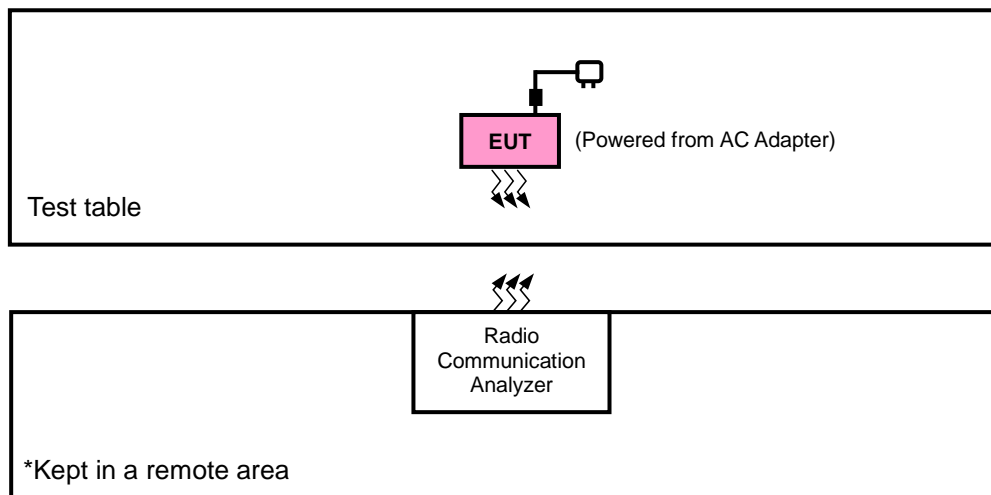 EUT
(Powered from AC Adapter)
Test table
Radio
Communication
Analyzer
*Kept in a remote area